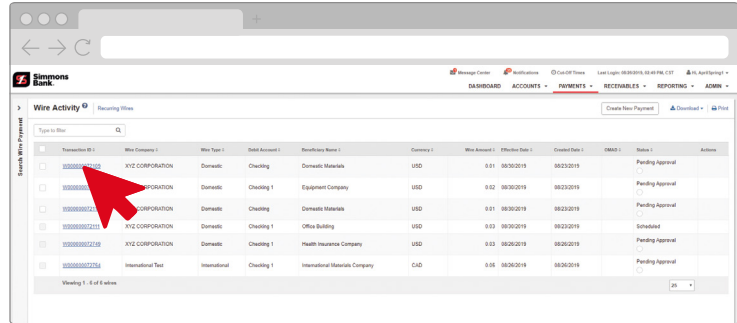 Simmons
Bank.
Message Center Notifications Cut-Off Times Last Login: 08/30/2019, 03:49 PM, CST Hi, AprilSpring1
DASHBOARD ACCOUNTS PAYMENTS RECEIVABLES REPORTING ADMIN
Wire Activity Recurring Wires Create New Payment Download Print
Search Wire Payment
Type to filter
Transaction ID Wire Company Wire Type Debit Account Beneficiary Name Currency Wire Amount Effective Date Created Date OMAD Status Actions
W000000072109 XYZ CORPORATION Domestic Checking Domestic Materials USD 0.01 08/30/2019 08/23/2019 Pending Approval
CORPORATION Domestic Checking 1 Equipment Company USD 0.02 08/30/2019 08/23/2019 Pending Approval
CORPORATION Domestic Checking Domestic Materials USD 0.01 08/30/2019 08/23/2019 Pending Approval
W000000072111 XYZ CORPORATION Domestic Checking 1 Office Building USD 0.03 08/30/2019 08/23/2019 Scheduled
W000000072749 XYZ CORPORATION Domestic Checking 1 Health Insurance Company USD 0.03 08/26/2019 08/26/2019 Pending Approval
W000000072764 International Test International Checking 1 International Materials Company CAD 0.05 08/26/2019 08/26/2019 Pending Approval
Viewing 1 - 6 of 6 wires 25